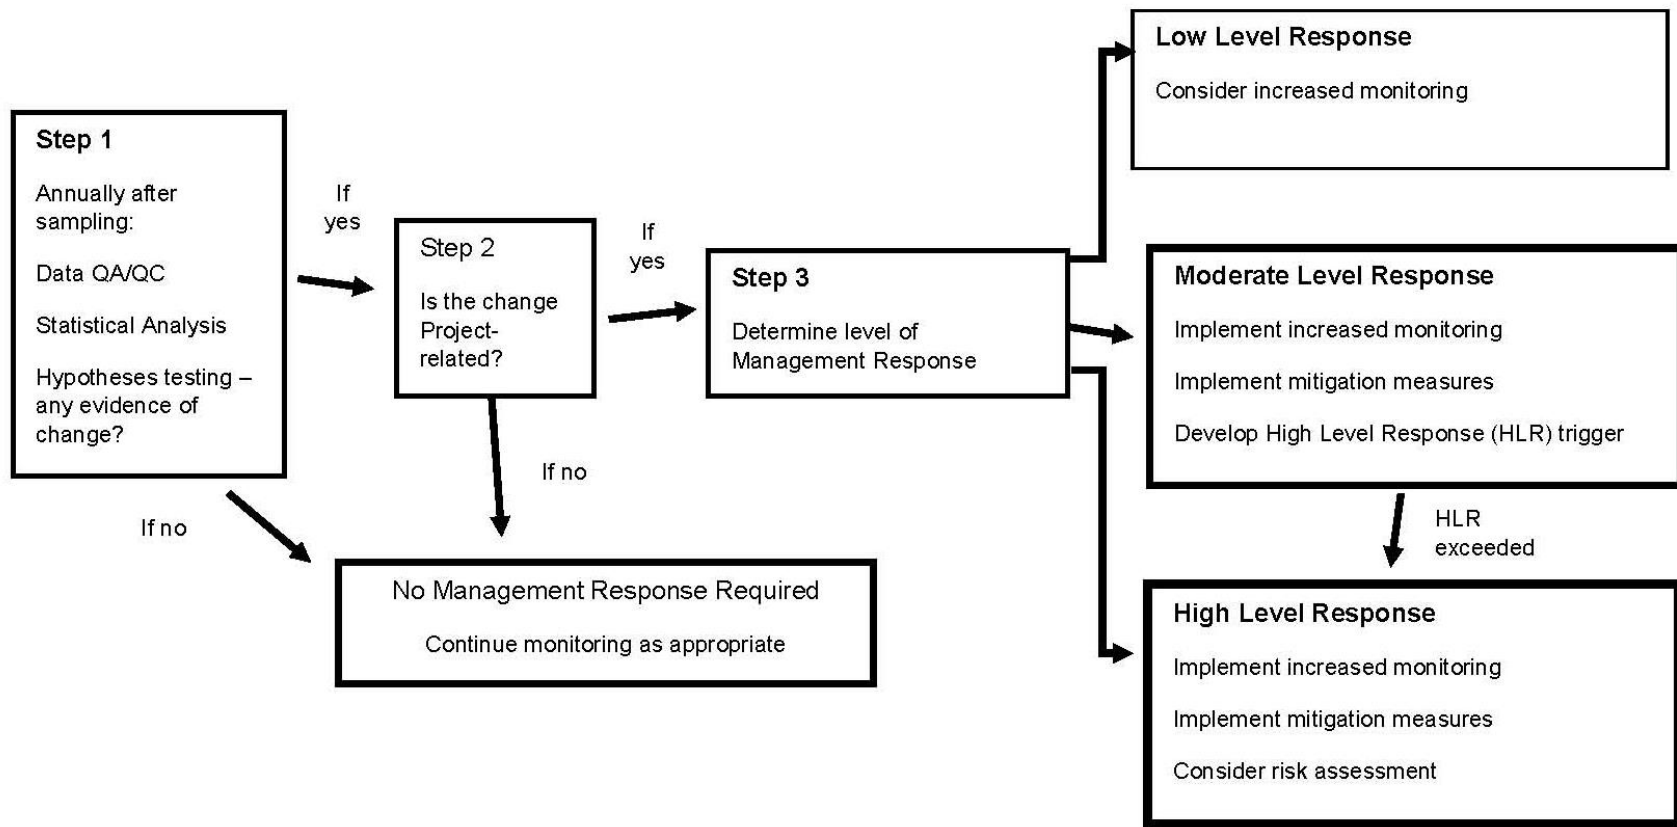 Step 1
Annually after
sampling:
Data QA/QC
Statistical Analysis
Hypotheses testing –
any evidence of
change?
If
yes
If no
Step 2
Is the change
Project-
related?
If
yes
If no
No Management Response Required
Continue monitoring as appropriate
Step 3
Determine level of
Management Response
Low Level Response
Consider increased monitoring
Moderate Level Response
Implement increased monitoring
Implement mitigation measures
Develop High Level Response (HLR) trigger
HLR
exceeded
High Level Response
Implement increased monitoring
Implement mitigation measures
Consider risk assessment